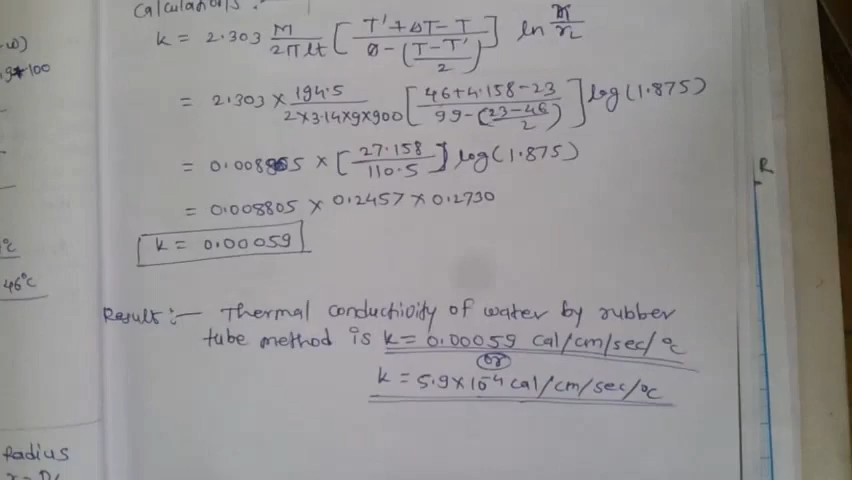 Calculations:-
K = 2.303 M/2πlt [ T'+ΔT-T / θ-(T-T'/2) ] ln r1/r2
-w)
.9*100
= 2.303 × 194.5/2×3.14×9×900 [ 46+4.158-23 / 99-(23-46/2) ] log(1.875)
= 0.008805 × [ 27.158/110.5 ] log(1.875)
R
= 0.008805 × 0.2457 × 0.2730
K = 0.00059
°c
46°c
Result :- Thermal conductivity of water by rubber
tube method is K = 0.00059 Cal/cm/sec/°c
or
K = 5.9×10-4 cal/cm/sec/°c
radius